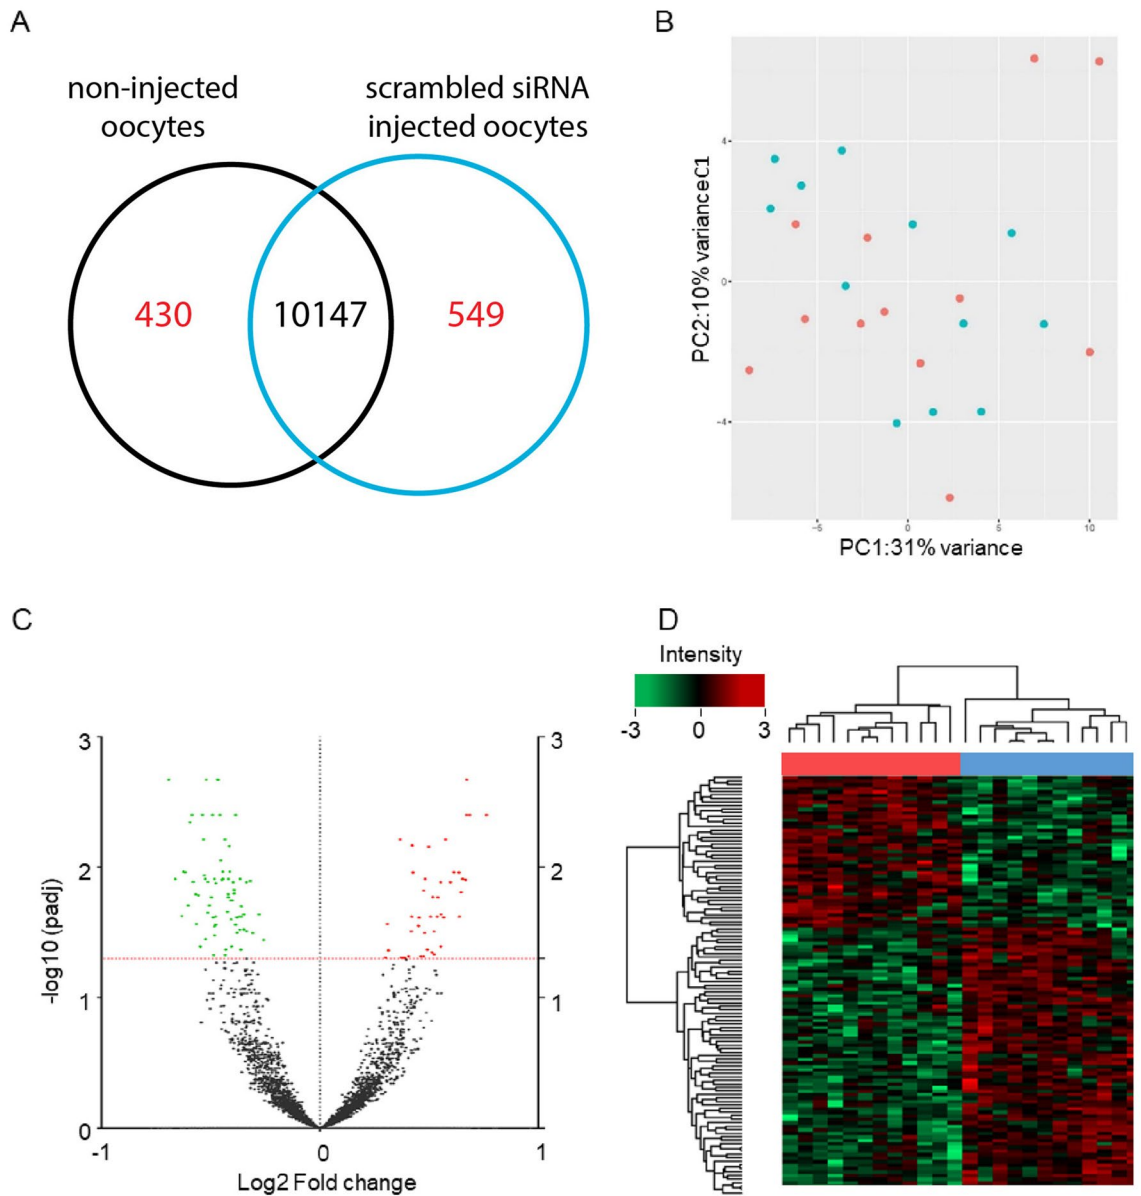 A
non-injected
oocytes
scrambled siRNA
injected oocytes
430
10147
549
B
PC2:10% varianceC1
4
0
-4
-5
0
5
10
PC1:31% variance
C
-log10 (padj)
3
2
1
0
3
2
1
-1
0
1
Log2 Fold change
D
Intensity
-3
0
3